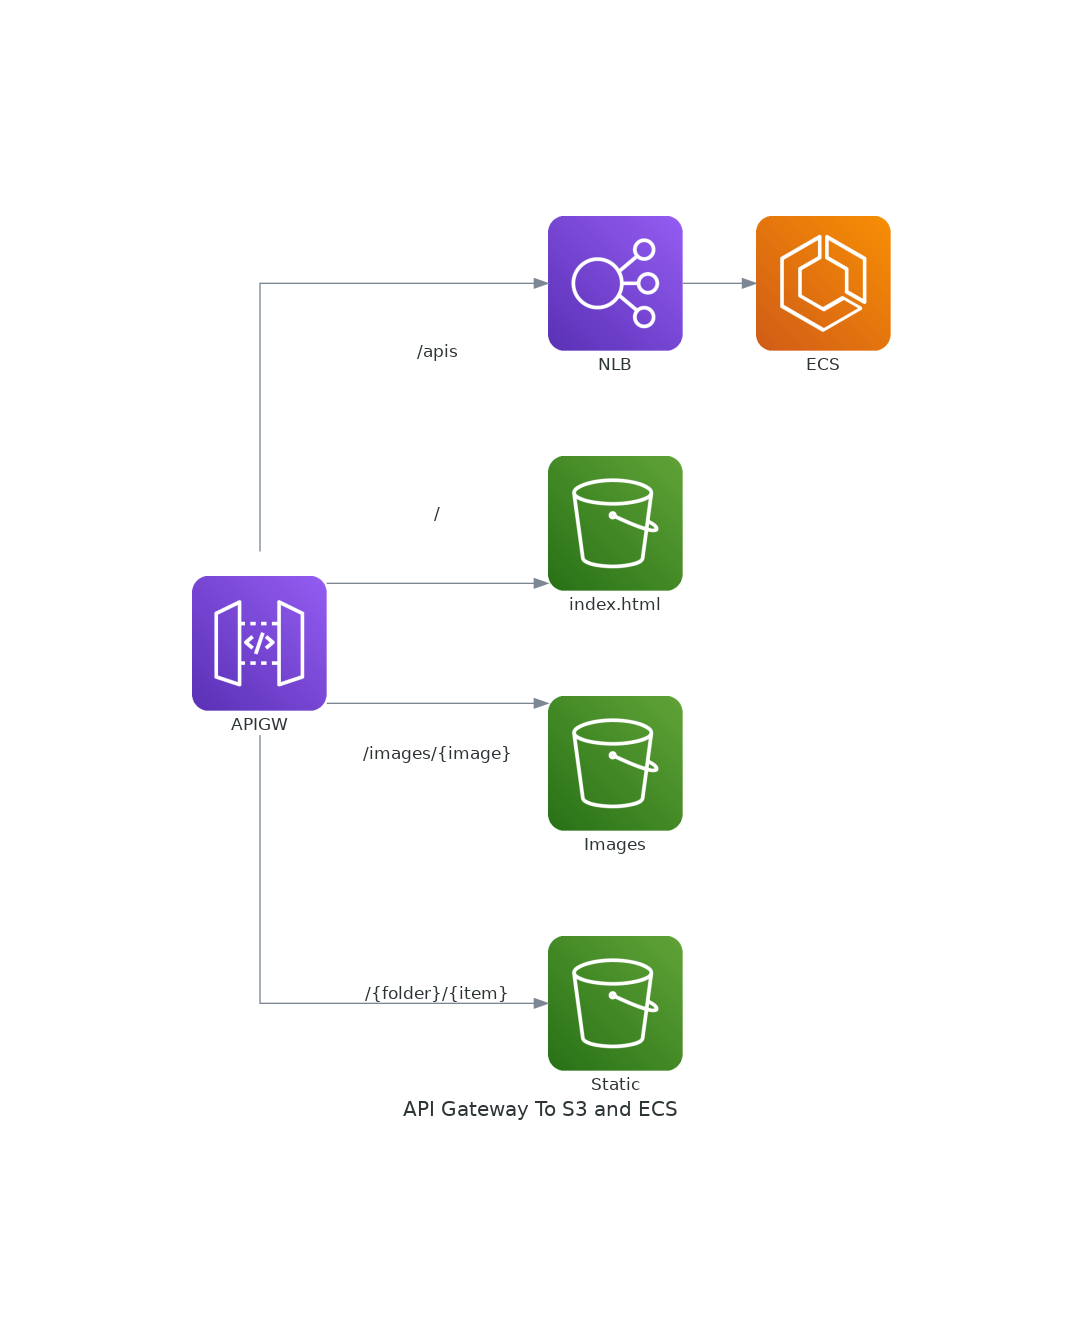 /apis
NLB
ECS
/
index.html
APIGW
/images/{image}
Images
/{folder}/{item}
Static
API Gateway To S3 and ECS